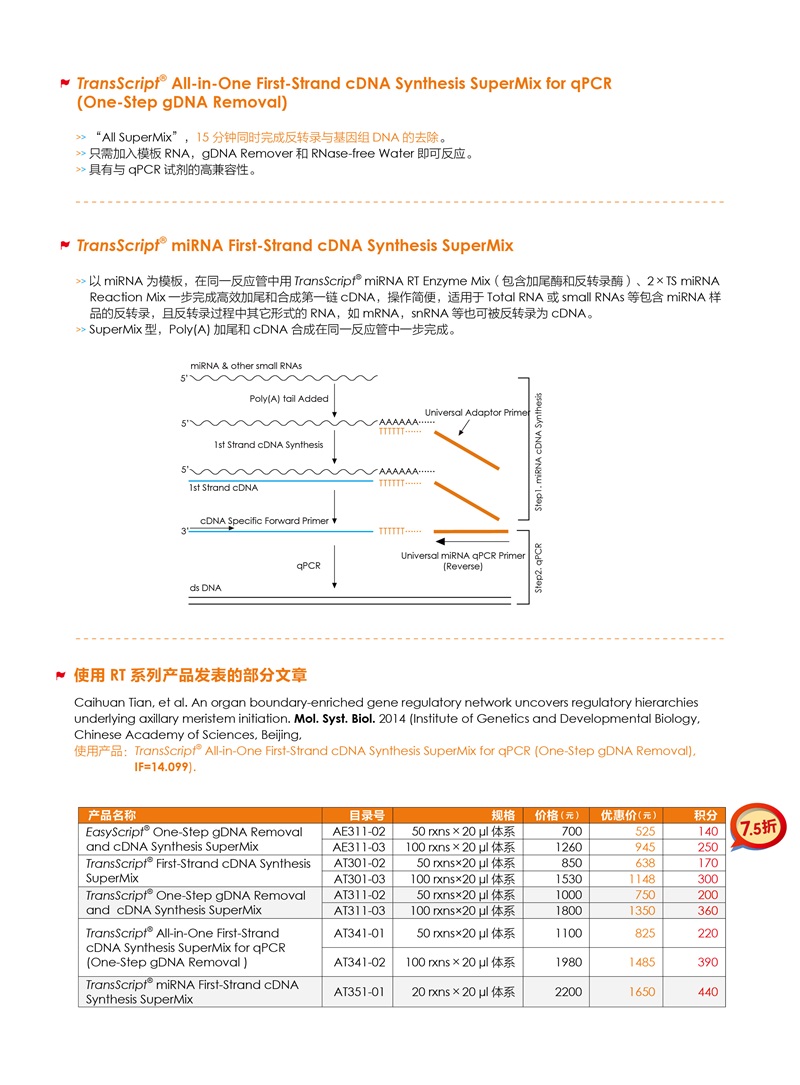 TransScript® All-in-One First-Strand cDNA Synthesis SuperMix for qPCR
(One-Step gDNA Removal)
>> “All SuperMix”，15 分钟同时完成反转录与基因组 DNA 的去除。
>> 只需加入模板 RNA，gDNA Remover 和 RNase-free Water 即可反应。
>> 具有与 qPCR 试剂的高兼容性。
TransScript® miRNA First-Strand cDNA Synthesis SuperMix
>> 以 miRNA 为模板，在同一反应管中用 TransScript® miRNA RT Enzyme Mix（包含加尾酶和反转录酶）、2×TS miRNA
Reaction Mix 一步完成高效加尾和合成第一链 cDNA，操作简便，适用于 Total RNA 或 small RNAs 等包含 miRNA 样
品的反转录，且反转录过程中其它形式的 RNA，如 mRNA，snRNA 等也可被反转录为 cDNA。
>> SuperMix 型，Poly(A) 加尾和 cDNA 合成在同一反应管中一步完成。
miRNA & other small RNAs
5’
Poly(A) tail Added
Universal Adaptor Primer
5’ AAAAAA······
TTTTTT······
1st Strand cDNA Synthesis
5’ AAAAAA······
TTTTTT······
1st Strand cDNA
Step1. miRNA cDNA Synthesis
cDNA Specific Forward Primer
3’ TTTTTT······
Universal miRNA qPCR Primer
(Reverse)
qPCR
Step2. qPCR
ds DNA
使用 RT 系列产品发表的部分文章
Caihuan Tian, et al. An organ boundary-enriched gene regulatory network uncovers regulatory hierarchies
underlying axillary meristem initiation. Mol. Syst. Biol. 2014 (Institute of Genetics and Developmental Biology,
Chinese Academy of Sciences, Beijing,
使用产品：TransScript® All-in-One First-Strand cDNA Synthesis SuperMix for qPCR (One-Step gDNA Removal),
IF=14.099).
产品名称 目录号 规格 价格（元） 优惠价（元） 积分
7.5折
EasyScript® One-Step gDNA Removal AE311-02 50 rxns×20 µl 体系 700 525 140
and cDNA Synthesis SuperMix AE311-03 100 rxns×20 µl 体系 1260 945 250
TransScript® First-Strand cDNA Synthesis AT301-02 50 rxns×20 µl 体系 850 638 170
SuperMix AT301-03 100 rxns×20 µl 体系 1530 1148 300
TransScript® One-Step gDNA Removal AT311-02 50 rxns×20 µl 体系 1000 750 200
and cDNA Synthesis SuperMix AT311-03 100 rxns×20 µl 体系 1800 1350 360
TransScript® All-in-One First-Strand AT341-01 50 rxns×20 µl 体系 1100 825 220
cDNA Synthesis SuperMix for qPCR
(One-Step gDNA Removal ) AT341-02 100 rxns×20 µl 体系 1980 1485 390
TransScript® miRNA First-Strand cDNA
Synthesis SuperMix AT351-01 20 rxns×20 µl 体系 2200 1650 440